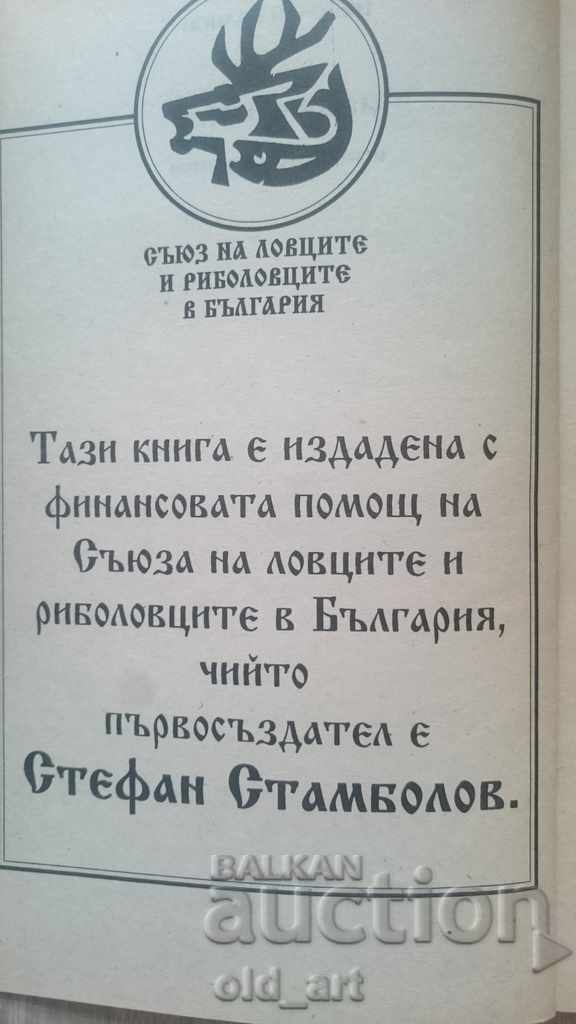 СЪЮЗ НА ЛОВЦИТЕ
И РИБОЛОВЦИТЕ
В БЪЛГАРИЯ
Тази книга е издадена с
финансовата помощ на
Съюза на ловците и
риболовците в България,
чийто
първосъздател е
Стефан Стамболов.
BALKAN
auction
old_art